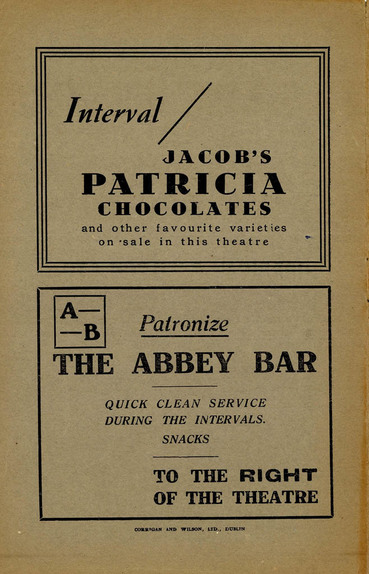 Interval
JACOB'S
PATRICIA
CHOCOLATES
and other favourite varieties
on sale in this theatre
A—
—B
Patronize
THE ABBEY BAR
QUICK CLEAN SERVICE
DURING THE INTERVALS.
SNACKS
TO THE RIGHT
OF THE THEATRE
CORRIGAN AND WILSON, LTD., DUBLIN